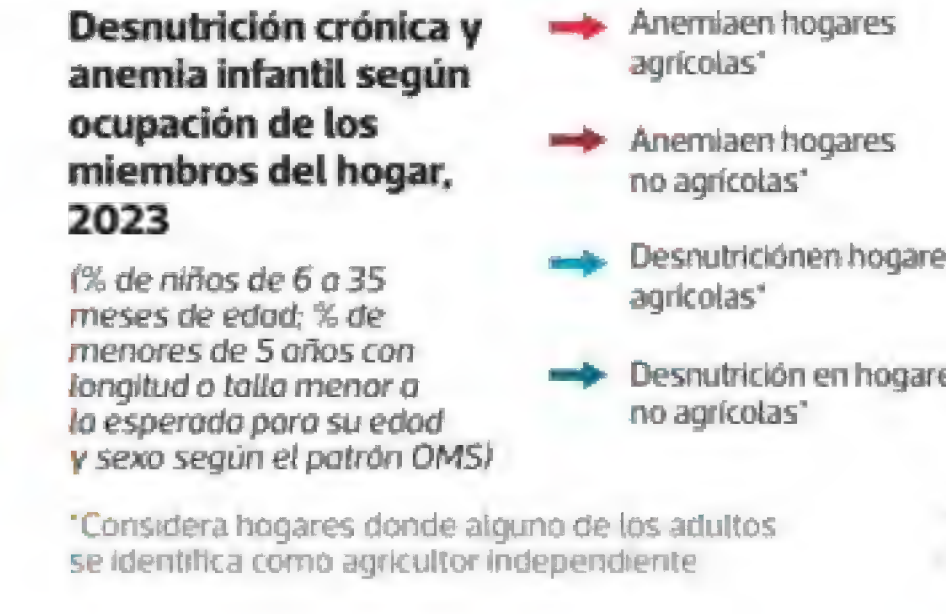 Desnutrición crónica y
anemia infantil según
ocupación de los
miembros del hogar,
2023
(% de niños de 6 a 35
meses de edad; % de
menores de 5 años con
longitud o talla menor a
la esperada para su edad
y sexo según el patrón OMS)
Anemiaen hogares
agrícolas*
Anemiaen hogares
no agrícolas*
Desnutriciónen hogare
agrícolas*
Desnutrición en hogare
no agrícolas*
*Considera hogares donde alguno de los adultos
se identifica como agricultor independiente